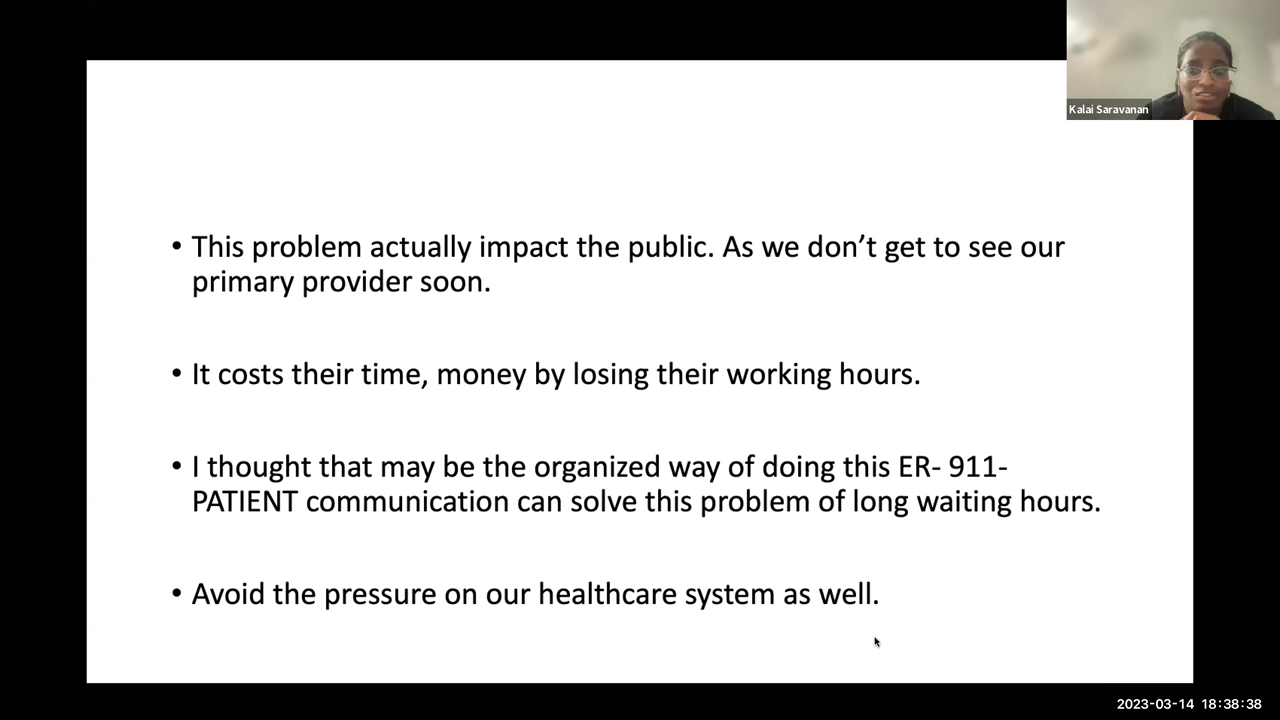 Kalai Saravanan
• This problem actually impact the public. As we don’t get to see our
primary provider soon.
• It costs their time, money by losing their working hours.
• I thought that may be the organized way of doing this ER- 911-
PATIENT communication can solve this problem of long waiting hours.
• Avoid the pressure on our healthcare system as well.
2023-03-14 18:38:38